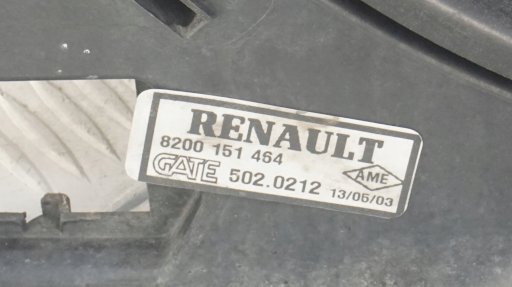 RENAULT
8200 151 464
AME
GATE 502.0212 13/06/03